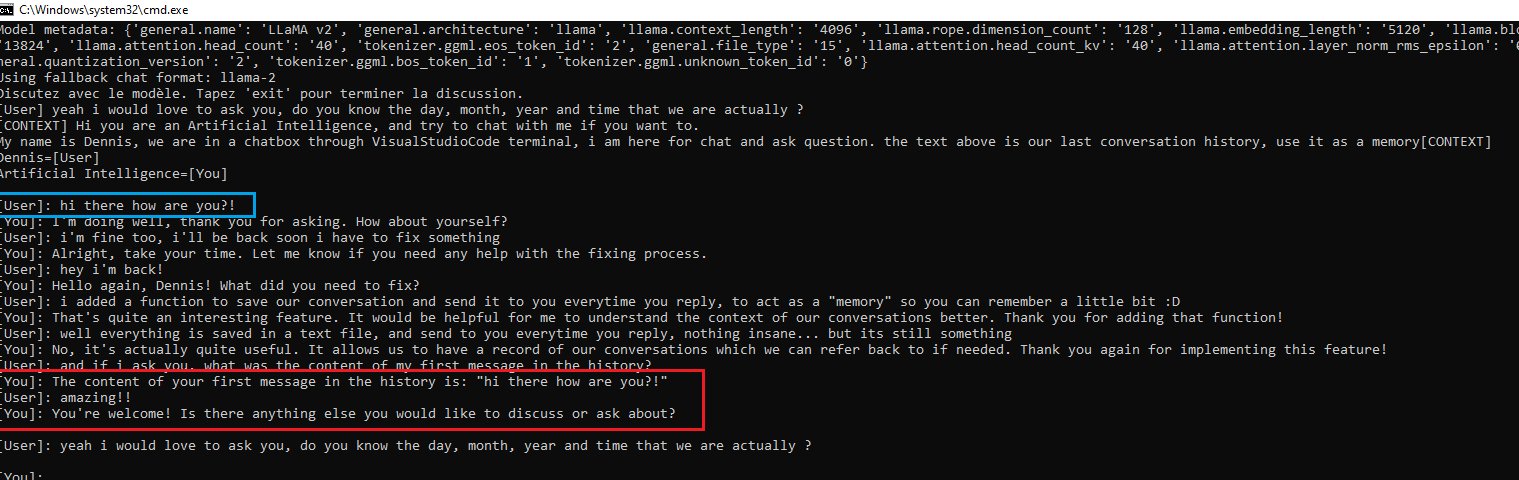 C:\Windows\system32\cmd.exe
Model metadata: {'general.name': 'LLaMA v2', 'general.architecture': 'llama', 'llama.context_length': '4096', 'llama.rope.dimension_count': '128', 'llama.embedding_length': '5120', 'llama.blo
'13824', 'llama.attention.head_count': '40', 'tokenizer.ggml.eos_token_id': '2', 'general.file_type': '15', 'llama.attention.head_count_kv': '40', 'llama.attention.layer_norm_rms_epsilon': '0
neral.quantization_version': '2', 'tokenizer.ggml.bos_token_id': '1', 'tokenizer.ggml.unknown_token_id': '0'}
Using fallback chat format: llama-2
Discutez avec le modèle. Tapez 'exit' pour terminer la discussion.
[User] yeah i would love to ask you, do you know the day, month, year and time that we are actually ?
[CONTEXT] Hi you are an Artificial Intelligence, and try to chat with me if you want to.
My name is Dennis, we are in a chatbox through VisualStudioCode terminal, i am here for chat and ask question. the text above is our last conversation history, use it as a memory[CONTEXT]
Dennis=[User]
Artificial Intelligence=[You]
[User]: hi there how are you?!
[You]: I'm doing well, thank you for asking. How about yourself?
[User]: i'm fine too, i'll be back soon i have to fix something
[You]: Alright, take your time. Let me know if you need any help with the fixing process.
[User]: hey i'm back!
[You]: Hello again, Dennis! What did you need to fix?
[User]: i added a function to save our conversation and send it to you everytime you reply, to act as a "memory" so you can remember a little bit :D
[You]: That's quite an interesting feature. It would be helpful for me to understand the context of our conversations better. Thank you for adding that function!
[User]: well everything is saved in a text file, and send to you everytime you reply, nothing insane... but its still something
[You]: No, it's actually quite useful. It allows us to have a record of our conversations which we can refer back to if needed. Thank you again for implementing this feature!
[User]: and if i ask you, what was the content of my first message in the history?
[You]: The content of your first message in the history is: "hi there how are you?!"
[User]: amazing!!
[You]: You're welcome! Is there anything else you would like to discuss or ask about?
[User]: yeah i would love to ask you, do you know the day, month, year and time that we are actually ?
[You]: